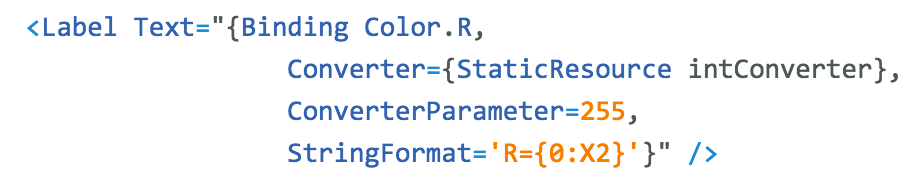 <Label Text="{Binding Color.R,
Converter={StaticResource intConverter},
ConverterParameter=255,
StringFormat='R={0:X2}'}" />